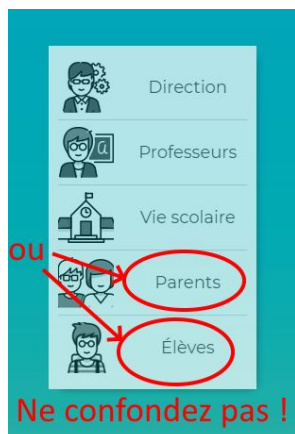 Direction
a
Professeurs
Vie scolaire
ou
Parents
Élèves
Ne confondez pas !